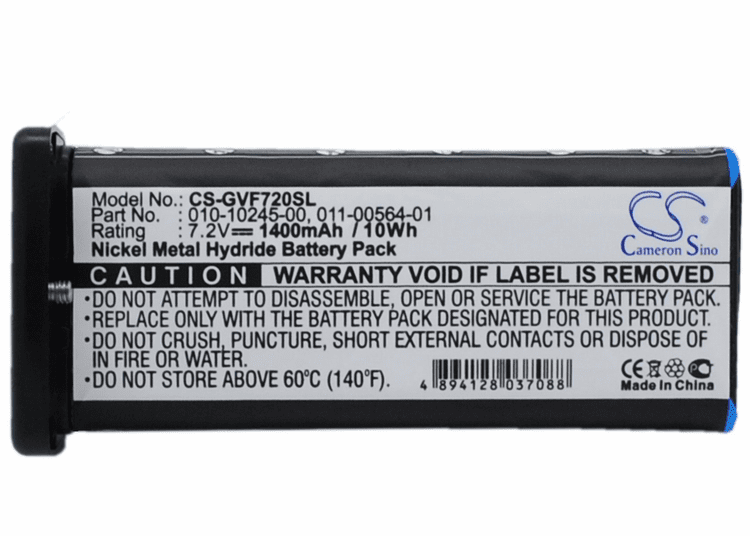 Model No.: CS-GVF720SL
Part No. : 010-10245-00, 011-00564-01
Rating : 7.2V⎓ 1400mAh / 10Wh
Nickel Metal Hydride Battery Pack
CS
Cameron Sino
CAUTION WARRANTY VOID IF LABEL IS REMOVED
•DO NOT ATTEMPT TO DISASSEMBLE, OPEN OR SERVICE THE BATTERY PACK.
•REPLACE ONLY WITH THE BATTERY PACK DESIGNATED FOR THIS PRODUCT.
•DO NOT CRUSH, PUNCTURE, SHORT EXTERNAL CONTACTS OR DISPOSE OF
IN FIRE OR WATER.
•DO NOT STORE ABOVE 60°C (140°F).
4 894128 037088
CE PG
Made In China